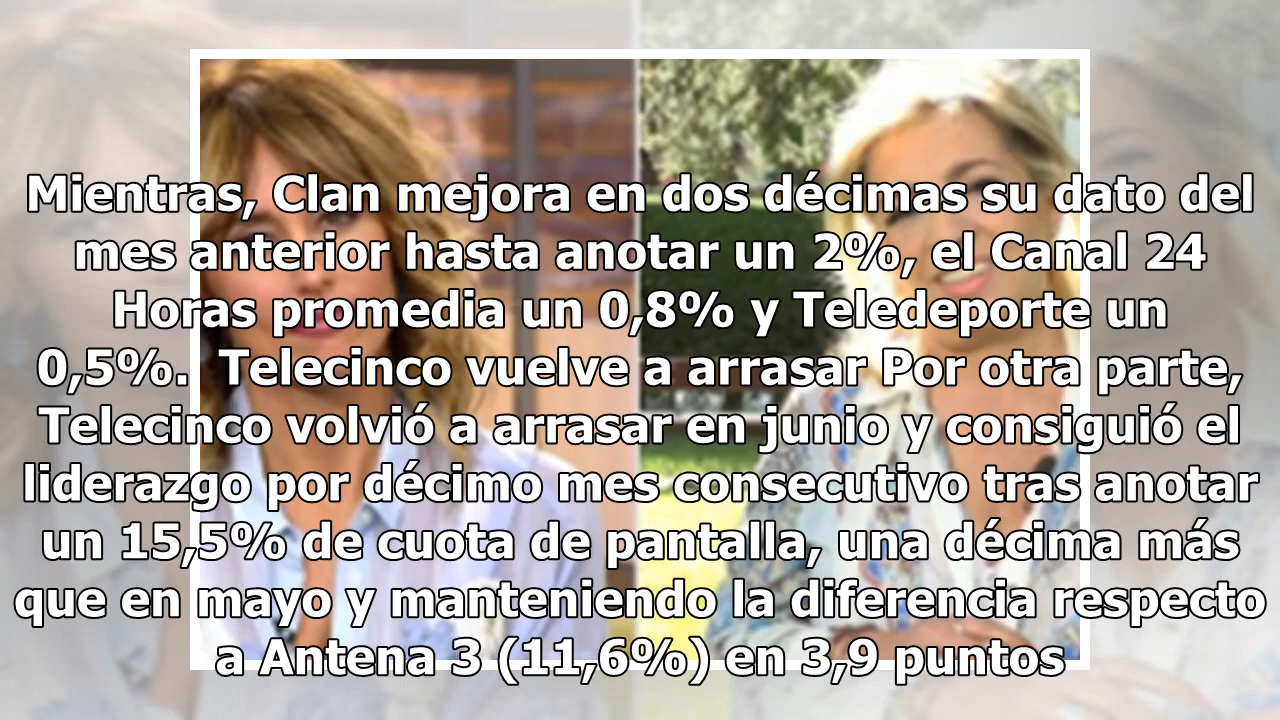 Mientras, Clan mejora en dos décimas su dato del
mes anterior hasta anotar un 2%, el Canal 24
Horas promedia un 0,8% y Teledeporte un
0,5%.  Telecinco vuelve a arrasar Por otra parte,
Telecinco volvió a arrasar en junio y consiguió el
liderazgo por décimo mes consecutivo tras anotar
un 15,5% de cuota de pantalla, una décima más
que en mayo y manteniendo la diferencia respecto
a Antena 3 (11,6%) en 3,9 puntos